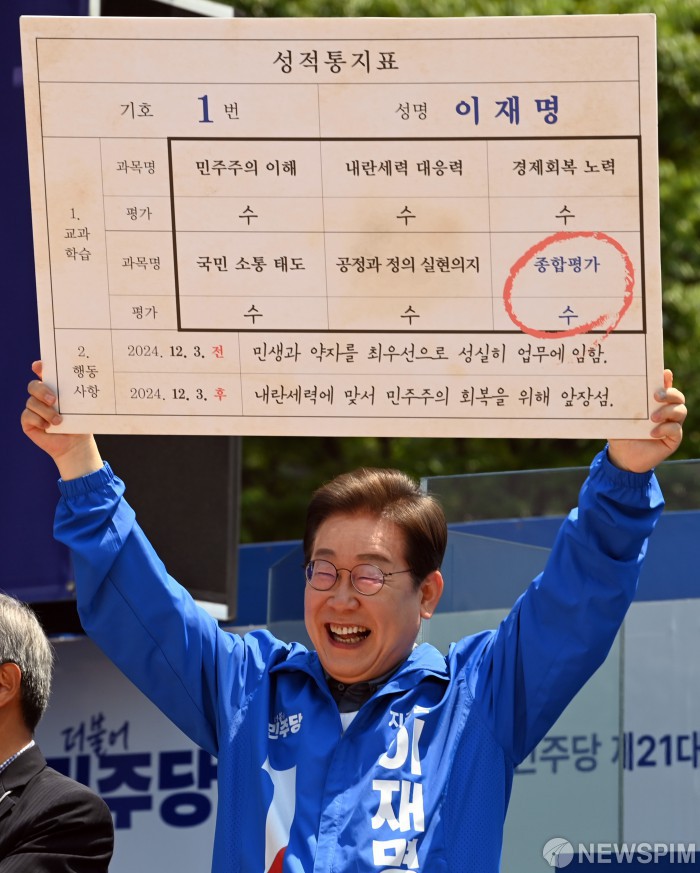 성적통지표
기호 1번 성명 이재명
1.
교과
학습
과목명 민주주의 이해 내란세력 대응력 경제회복 노력
평가 수 수 수
과목명 국민 소통 태도 공정과 정의 실현의지 종합평가
평가 수 수 수
2.
행동
사항
2024. 12. 3. 전 민생과 약자를 최우선으로 성실히 업무에 임함.
2024. 12. 3. 후 내란세력에 맞서 민주주의 회복을 위해 앞장섬.
민주당
이재명
더불어
민주당
민주당 제21대
NEWSPIM